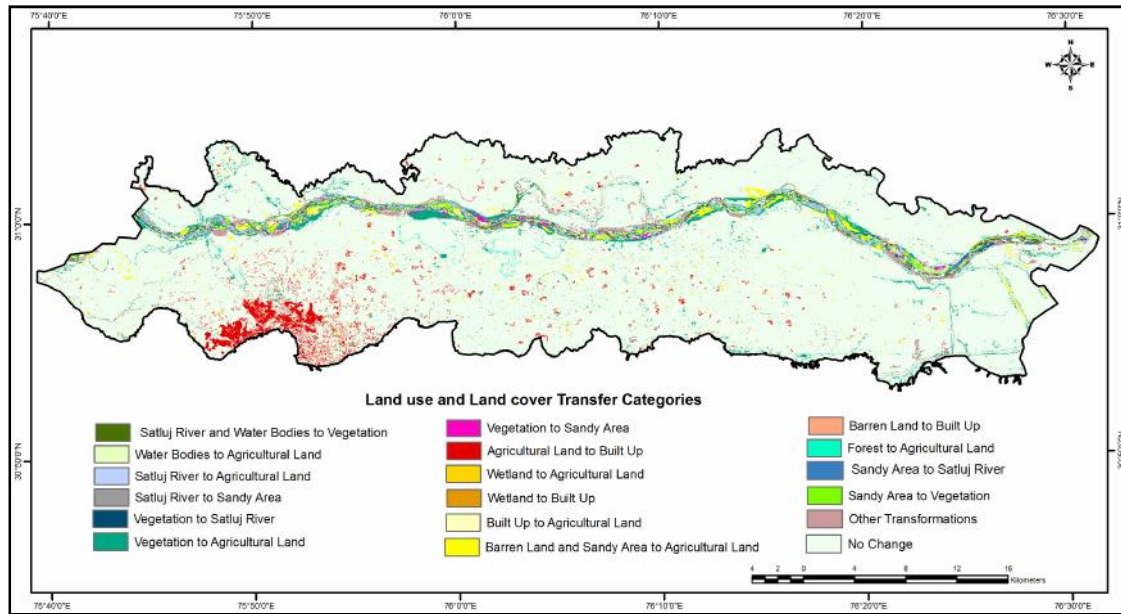 75°40'0"E 75°50'0"E 76°0'0"E 76°10'0"E 76°20'0"E 76°30'0"E
N
W E
S
31°0'0"N
30°50'0"N
Land use and Land cover Transfer Categories
Satluj River and Water Bodies to Vegetation
Water Bodies to Agricultural Land
Satluj River to Agricultural Land
Satluj River to Sandy Area
Vegetation to Satluj River
Vegetation to Agricultural Land
Vegetation to Sandy Area
Agricultural Land to Built Up
Wetland to Agricultural Land
Wetland to Built Up
Built Up to Agricultural Land
Barren Land and Sandy Area to Agricultural Land
Barren Land to Built Up
Forest to Agricultural Land
Sandy Area to Satluj River
Sandy Area to Vegetation
Other Transformations
No Change
4 2 0 4 8 12 16
Kilometers
75°40'0"E 75°50'0"E 76°0'0"E 76°10'0"E 76°20'0"E 76°30'0"E